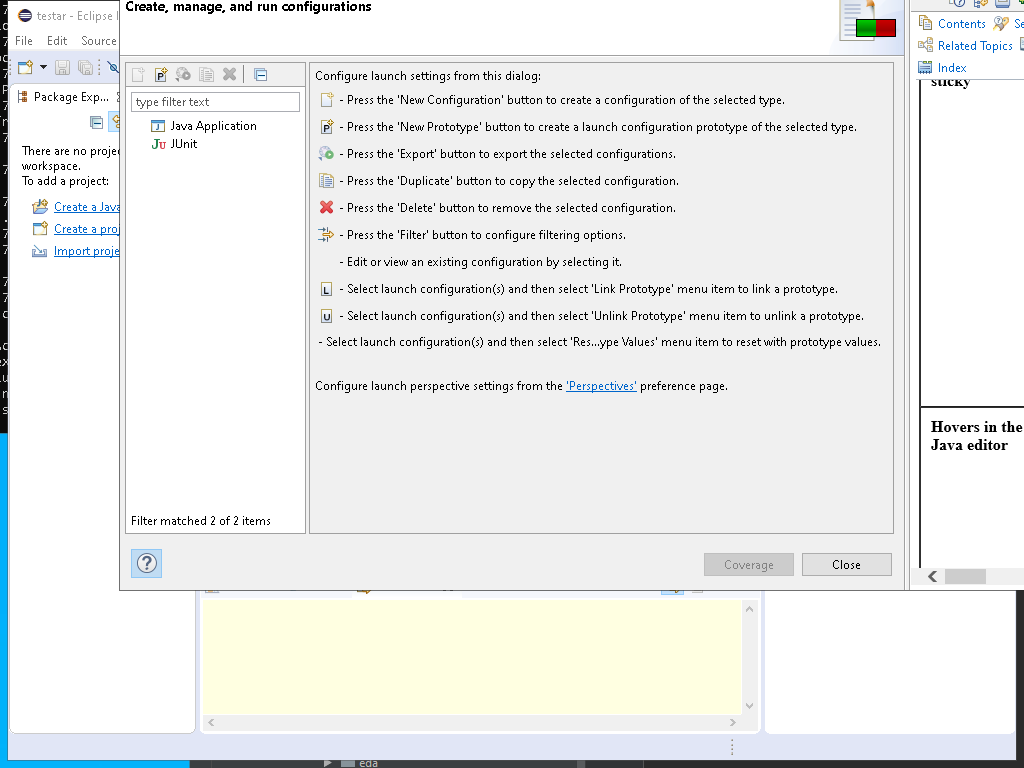 Create, manage, and run configurations
testar - Eclipse
File Edit Source
Package Exp...
There are no proje
workspace.
To add a project:
Create a Java
Create a proj
Import proje
type filter text
Java Application
JUnit
Filter matched 2 of 2 items
Configure launch settings from this dialog:
- Press the 'New Configuration' button to create a configuration of the selected type.
- Press the 'New Prototype' button to create a launch configuration prototype of the selected type.
- Press the 'Export' button to export the selected configurations.
- Press the 'Duplicate' button to copy the selected configuration.
- Press the 'Delete' button to remove the selected configuration.
- Press the 'Filter' button to configure filtering options.
- Edit or view an existing configuration by selecting it.
- Select launch configuration(s) and then select 'Link Prototype' menu item to link a prototype.
- Select launch configuration(s) and then select 'Unlink Prototype' menu item to unlink a prototype.
- Select launch configuration(s) and then select 'Res...ype Values' menu item to reset with prototype values.
Configure launch perspective settings from the 'Perspectives' preference page.
Coverage
Close
Contents
Se
Related Topics
Index
sticky
Hovers in the
Java editor
eda